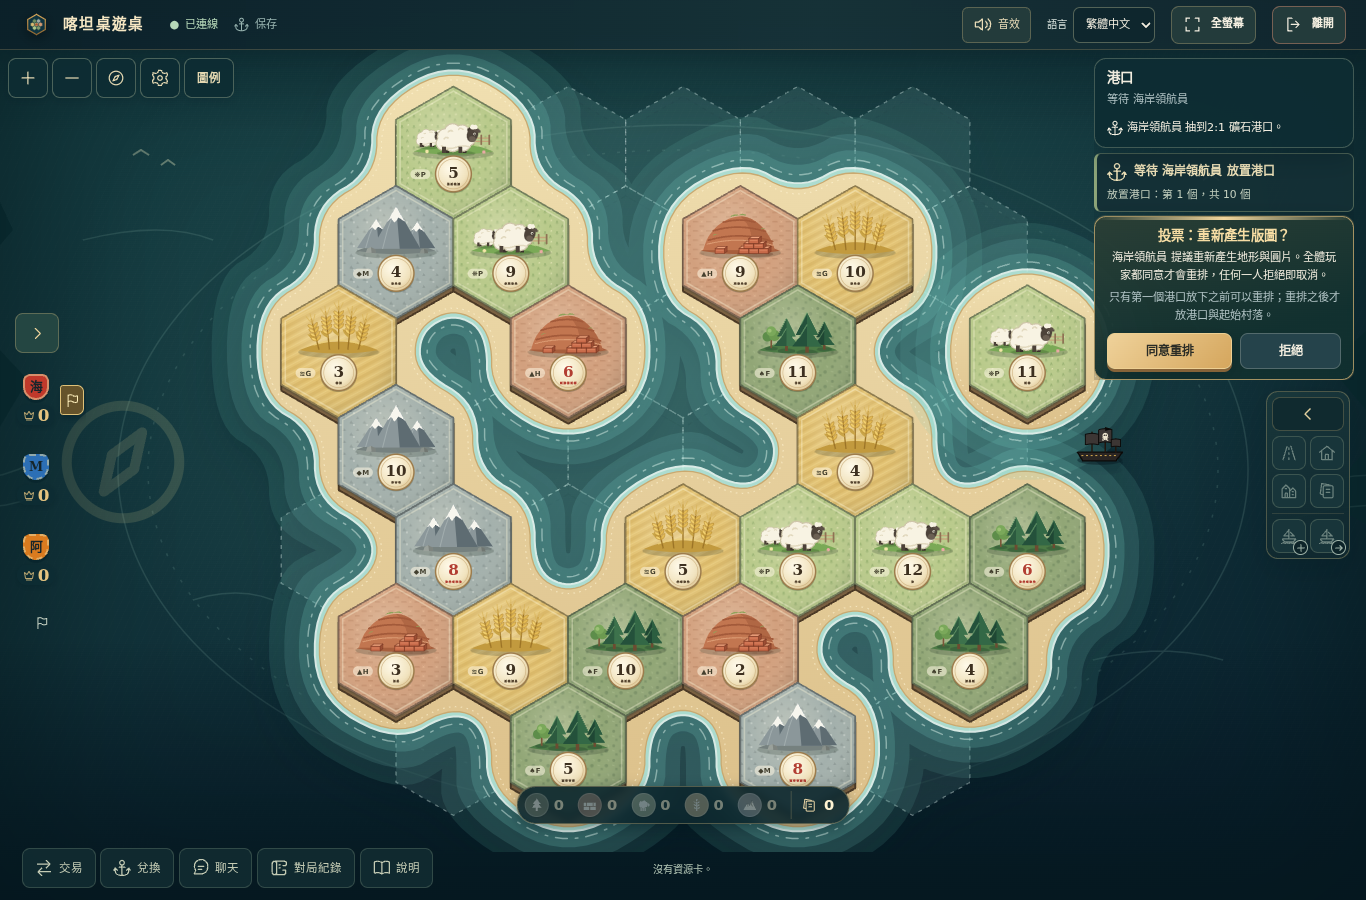 喀坦桌遊桌
已連線
保存
音效
語言
繁體中文
全螢幕
離開
圖例
港口
等待 海岸領航員
海岸領航員 抽到2:1 礦石港口。
等待 海岸領航員 放置港口
放置港口：第 1 個，共 10 個
投票：重新產生版圖？
海岸領航員 提議重新產生地形與圓片。全體玩
家都同意才會重排，任何一人拒絕即取消。
只有第一個港口放下之前可以重排；重排之後才
放港口與起始村落。
同意重排
拒絕
P 5
M 4
P 9
H 9
G 10
G 3
H 6
F 11
P 11
M 10
G 4
M 8
G 5
P 3
P 12
F 6
H 3
G 9
F 10
H 2
F 4
F 5
M 8
海
0
M
0
阿
0
0
0
0
0
0
0
交易
兌換
聊天
對局紀錄
說明
沒有資源卡。